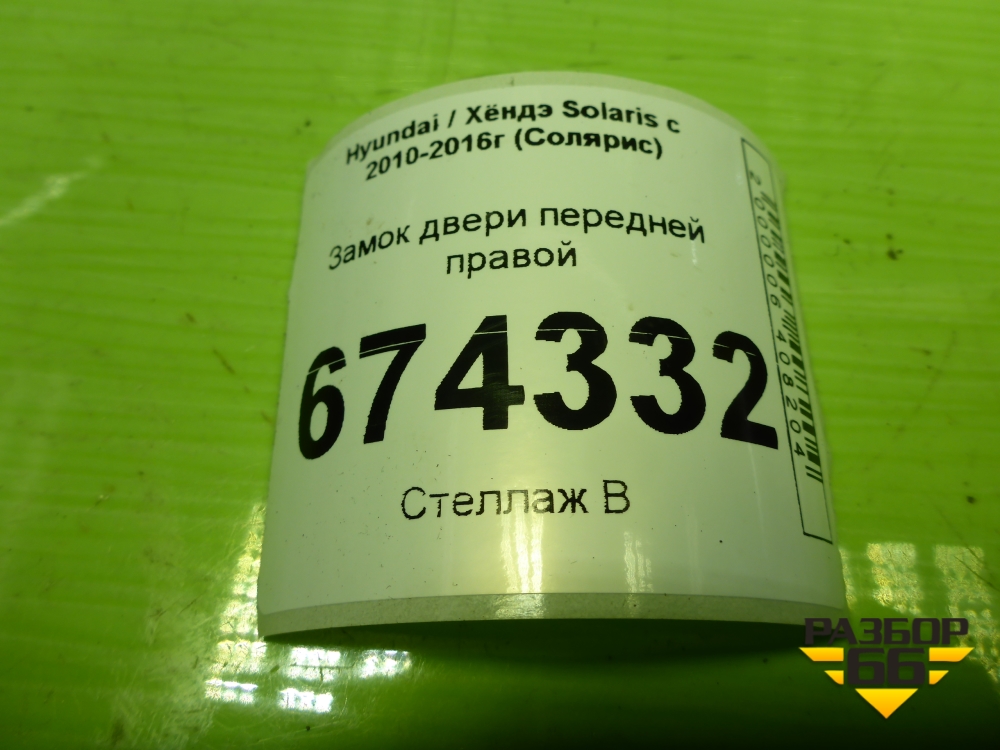 Hyundai / Хёндэ Solaris с
2010-2016г (Солярис)
Замок двери передней
правой
674332
Стеллаж В
2000006408204
РАЗБОР
66